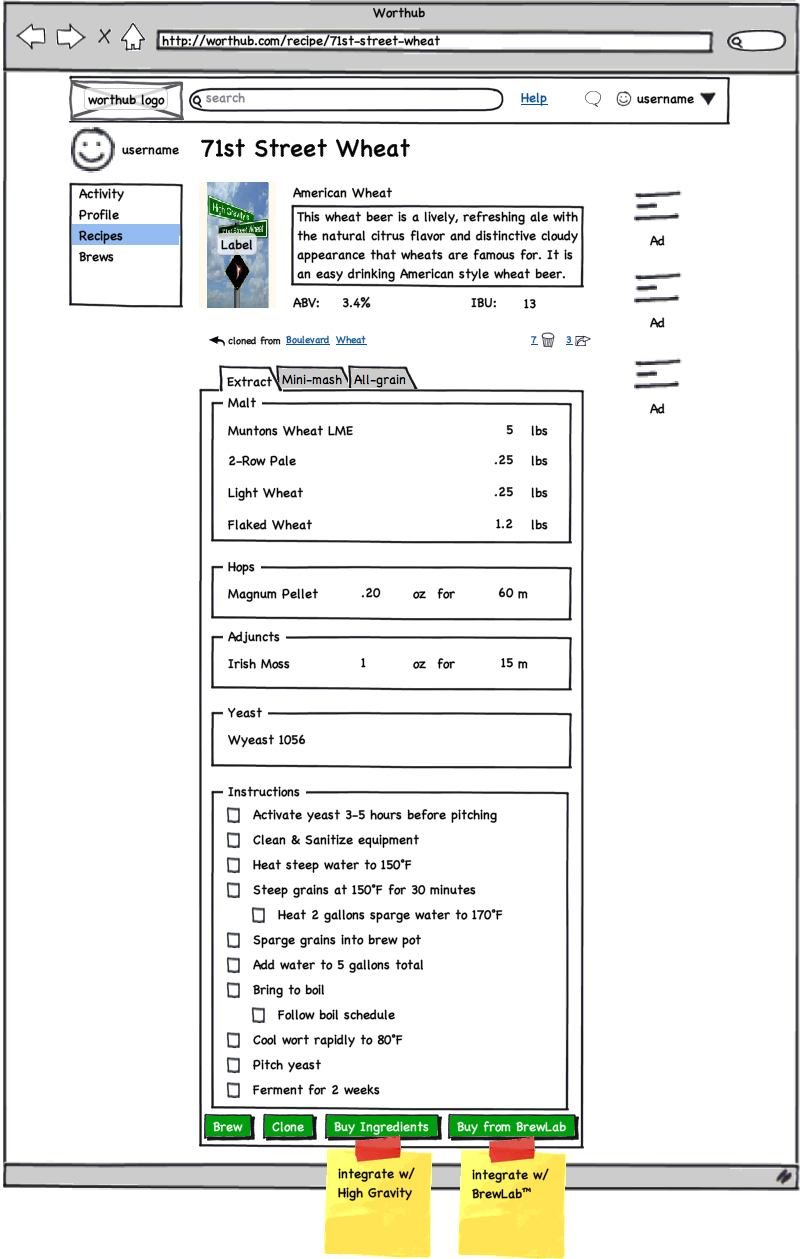 Worthub
http://worthub.com/recipe/71st-street-wheat
worthub logo
search
Help
username
username
71st Street Wheat
Activity
Profile
Recipes
Brews
High Gravity's
71st Street Wheat
Label
American Wheat
This wheat beer is a lively, refreshing ale with
the natural citrus flavor and distinctive cloudy
appearance that wheats are famous for. It is
an easy drinking American style wheat beer.
ABV: 3.4% IBU: 13
Ad
Ad
Ad
cloned from Boulevard Wheat 7 3
Extract Mini-mash All-grain
Malt
Muntons Wheat LME 5 lbs
2-Row Pale .25 lbs
Light Wheat .25 lbs
Flaked Wheat 1.2 lbs
Hops
Magnum Pellet .20 oz for 60 m
Adjuncts
Irish Moss 1 oz for 15 m
Yeast
Wyeast 1056
Instructions
Activate yeast 3-5 hours before pitching
Clean & Sanitize equipment
Heat steep water to 150°F
Steep grains at 150°F for 30 minutes
Heat 2 gallons sparge water to 170°F
Sparge grains into brew pot
Add water to 5 gallons total
Bring to boil
Follow boil schedule
Cool wort rapidly to 80°F
Pitch yeast
Ferment for 2 weeks
Brew Clone Buy Ingredients Buy from BrewLab
integrate w/
High Gravity
integrate w/
BrewLab™